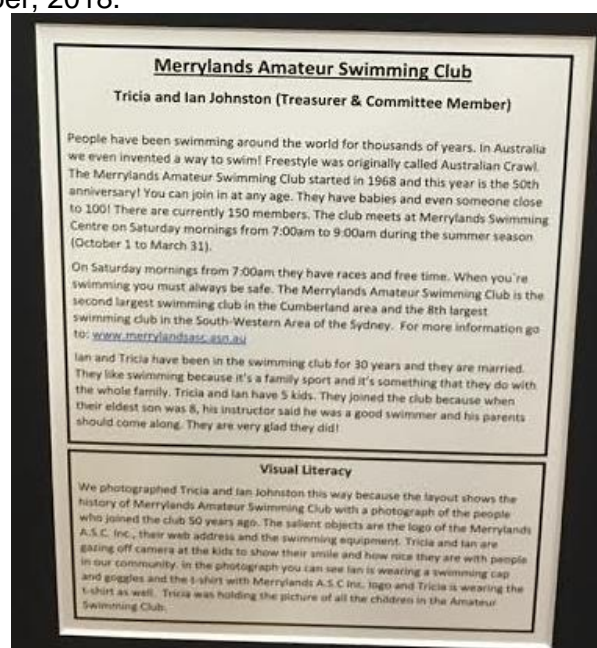 ber, 2018.
Merrylands Amateur Swimming Club
Tricia and Ian Johnston (Treasurer & Committee Member)
People have been swimming around the world for thousands of years. In Australia
we even invented a way to swim! Freestyle was originally called Australian Crawl.
The Merrylands Amateur Swimming Club started in 1968 and this year is the 50th
anniversary! You can join in at any age. They have babies and even someone close
to 100! There are currently 150 members. The club meets at Merrylands Swimming
Centre on Saturday mornings from 7:00am to 9:00am during the summer season
(October 1 to March 31).
On Saturday mornings from 7:00am they have races and free time. When you're
swimming you must always be safe. The Merrylands Amateur Swimming Club is the
second largest swimming club in the Cumberland area and the 8th largest
swimming club in the South-Western Area of the Sydney. For more information go
to: www.merrylandsasc.asn.au
Ian and Tricia have been in the swimming club for 30 years and they are married.
They like swimming because it's a family sport and it's something that they do with
the whole family. Tricia and Ian have 5 kids. They joined the club because when
their eldest son was 8, his instructor said he was a good swimmer and his parents
should come along. They are very glad they did!
Visual Literacy
We photographed Tricia and Ian Johnston this way because the layout shows the
history of Merrylands Amateur Swimming Club with a photograph of the people
who joined the club 50 years ago. The salient objects are the logo of the Merrylands
A.S.C. Inc., their web address and the swimming equipment. Tricia and Ian are
gazing off camera at the kids to show their smile and how nice they are with people
in our community. In the photograph you can see Ian is wearing a swimming cap
and goggles and the t-shirt with Merrylands A.S.C Inc. logo and Tricia is wearing the
t-shirt as well. Tricia was holding the picture of all the children in the Amateur
Swimming Club.